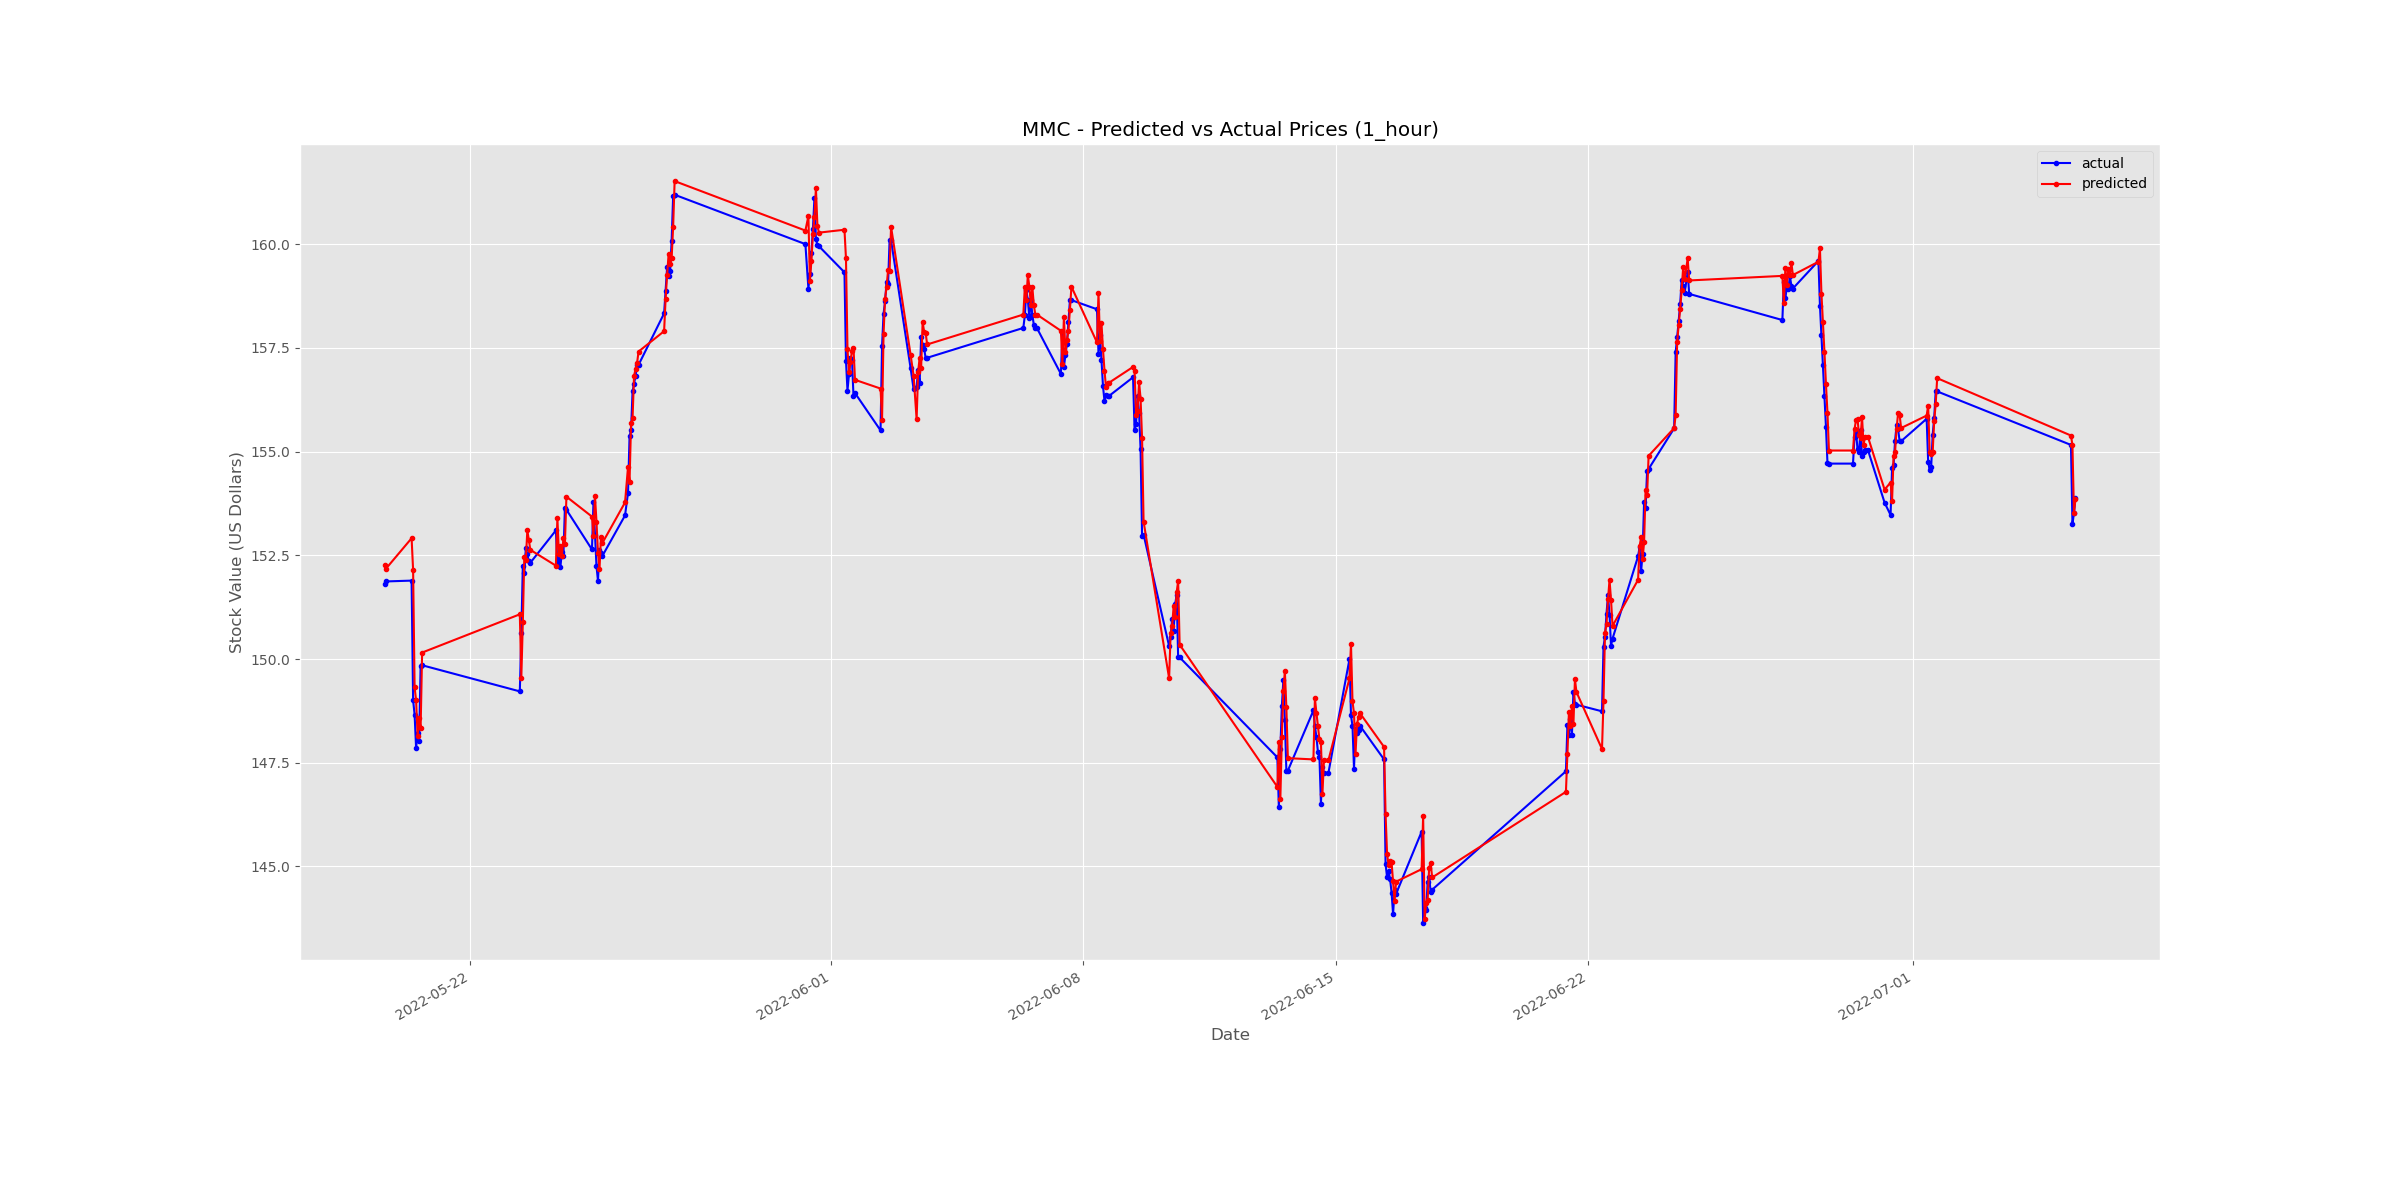 MMC - Predicted vs Actual Prices (1_hour)
actual
predicted
160.0
157.5
155.0
152.5
150.0
147.5
145.0
Stock Value (US Dollars)
2022-05-22
2022-06-01
2022-06-08
2022-06-15
2022-06-22
2022-07-01
Date